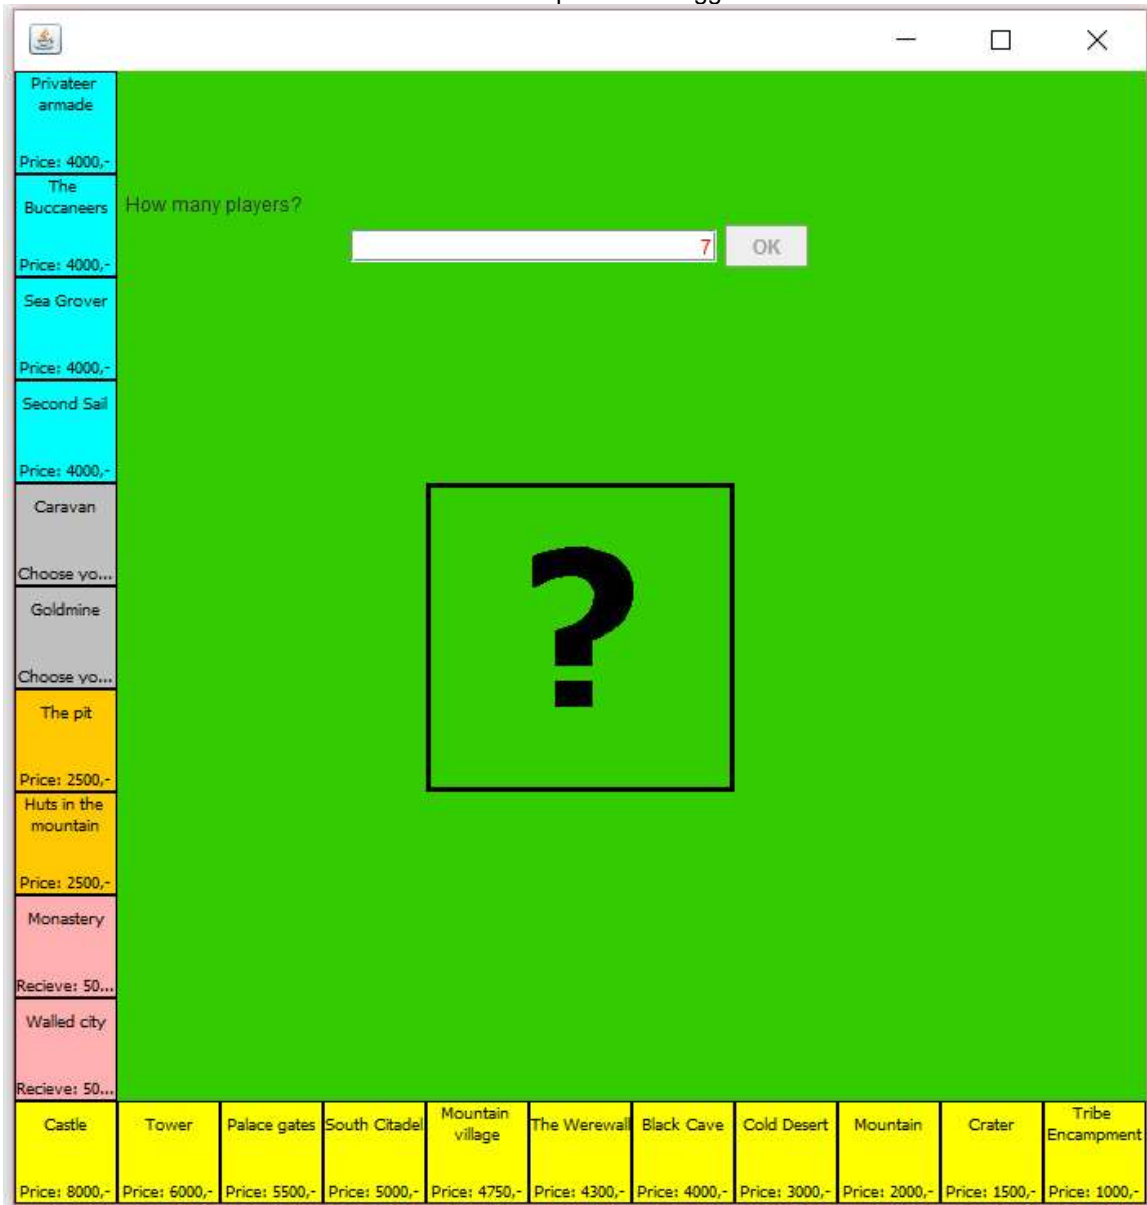 Privateer
armade
Price: 4000,-
The
Buccaneers
Price: 4000,-
How many players?
7
OK
Sea Grover
Price: 4000,-
Second Sail
Price: 4000,-
Caravan
Choose yo...
Goldmine
Choose yo...
?
The pit
Price: 2500,-
Huts in the
mountain
Price: 2500,-
Monastery
Recieve: 50...
Walled city
Recieve: 50...
Castle
Price: 8000,-
Tower
Price: 6000,-
Palace gates
Price: 5500,-
South Citadel
Price: 5000,-
Mountain
village
Price: 4750,-
The Werewall
Price: 4300,-
Black Cave
Price: 4000,-
Cold Desert
Price: 3000,-
Mountain
Price: 2000,-
Crater
Price: 1500,-
Tribe
Encampment
Price: 1000,-